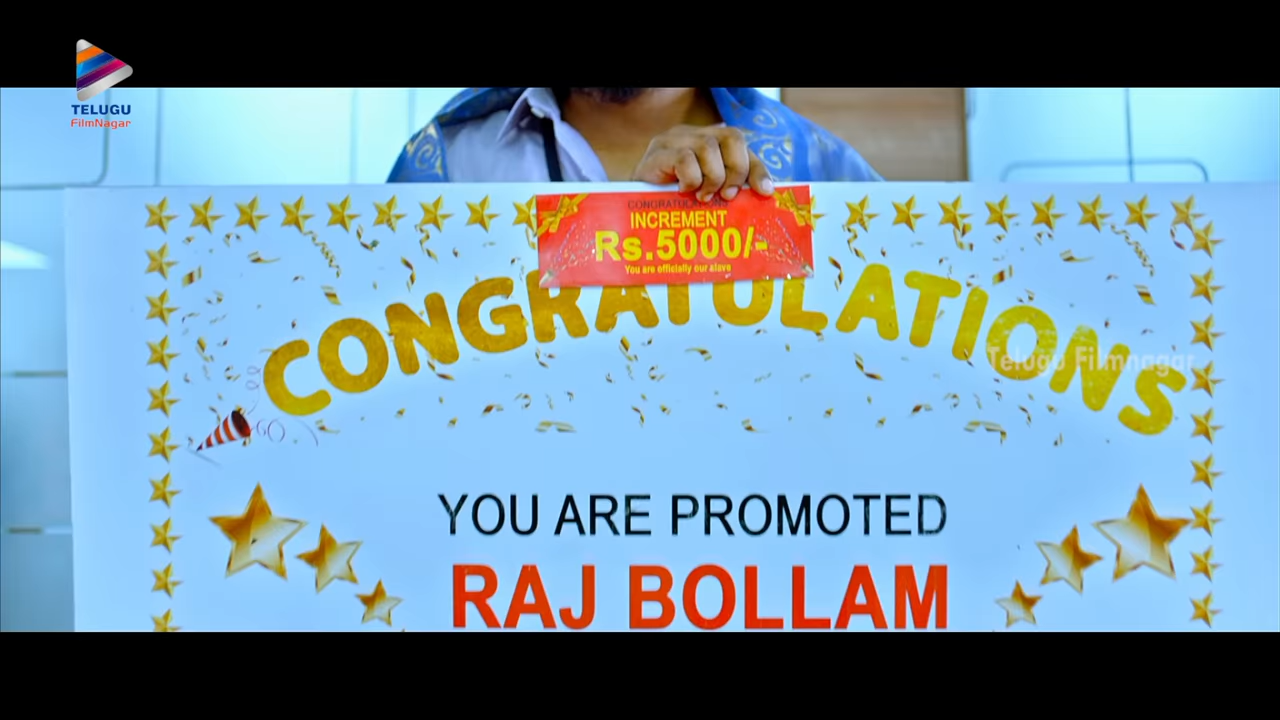 TELUGU
FilmNagar
CONGRATULATIONS
INCREMENT
Rs.5000/-
You are officially our slave
CONGRATULATIONS
Telugu Filmnagar
YOU ARE PROMOTED
RAJ BOLLAM